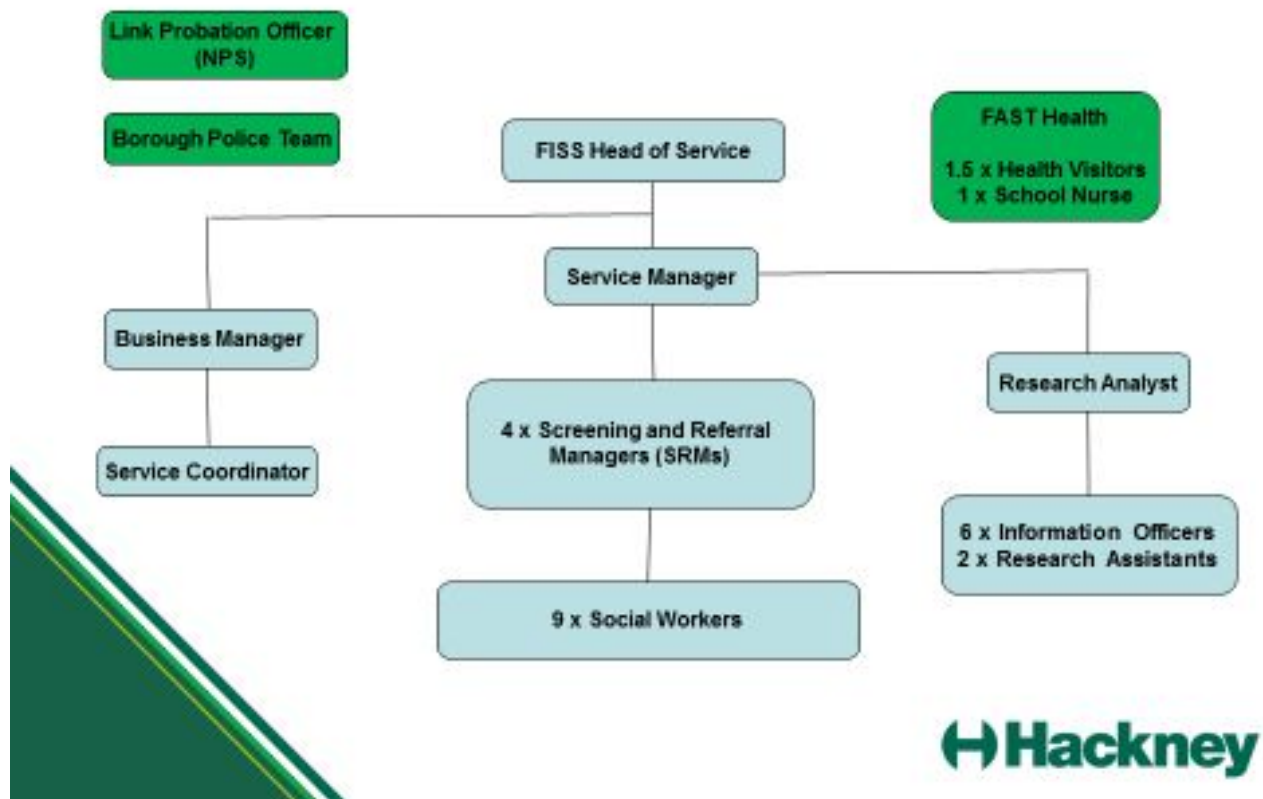 Link Probation Officer
(NPS)
Borough Police Team
FISS Head of Service
FAST Health
1.5 x Health Visitors
1 x School Nurse
Service Manager
Business Manager
Research Analyst
4 x Screening and Referral
Managers (SRMs)
Service Coordinator
6 x Information Officers
2 x Research Assistants
9 x Social Workers
Hackney